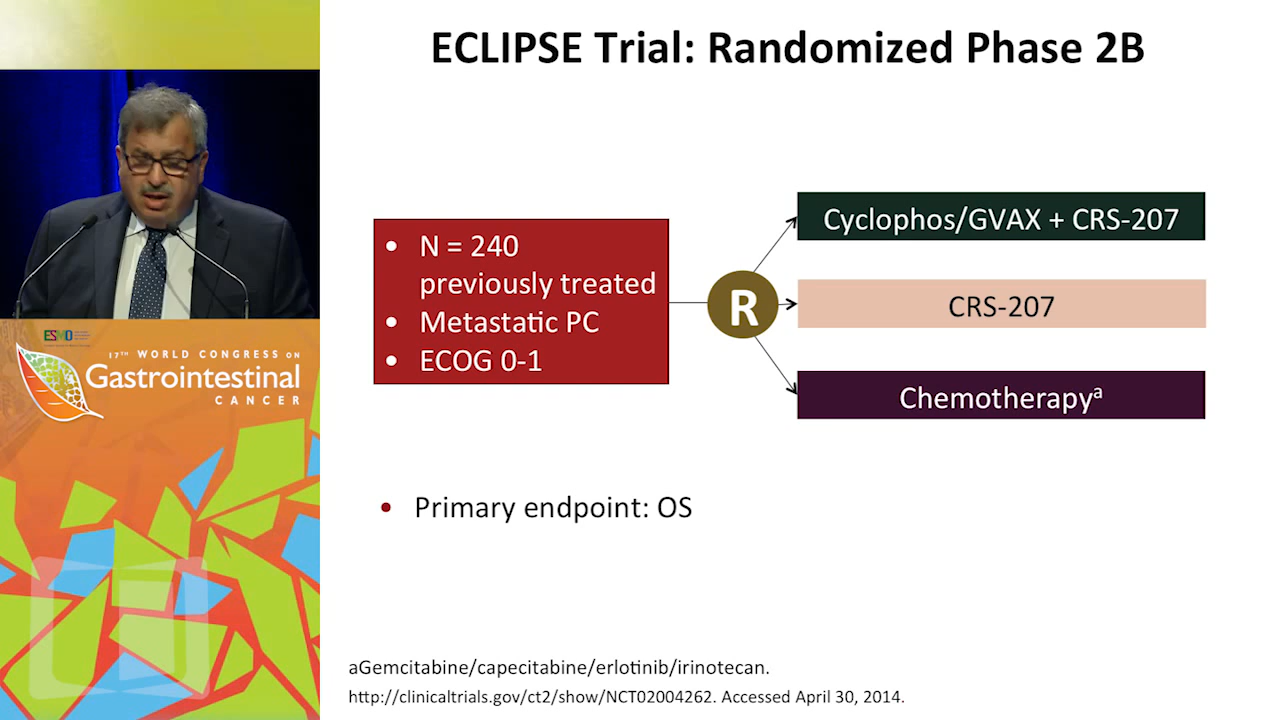 ECLIPSE Trial: Randomized Phase 2B
• N = 240
previously treated
• Metastatic PC
• ECOG 0-1
R
Cyclophos/GVAX + CRS-207
CRS-207
Chemotherapyᵃ
• Primary endpoint: OS
aGemcitabine/capecitabine/erlotinib/irinotecan.
http://clinicaltrials.gov/ct2/show/NCT02004262. Accessed April 30, 2014.
ESMO
17TH WORLD CONGRESS ON
Gastrointestinal
CANCER